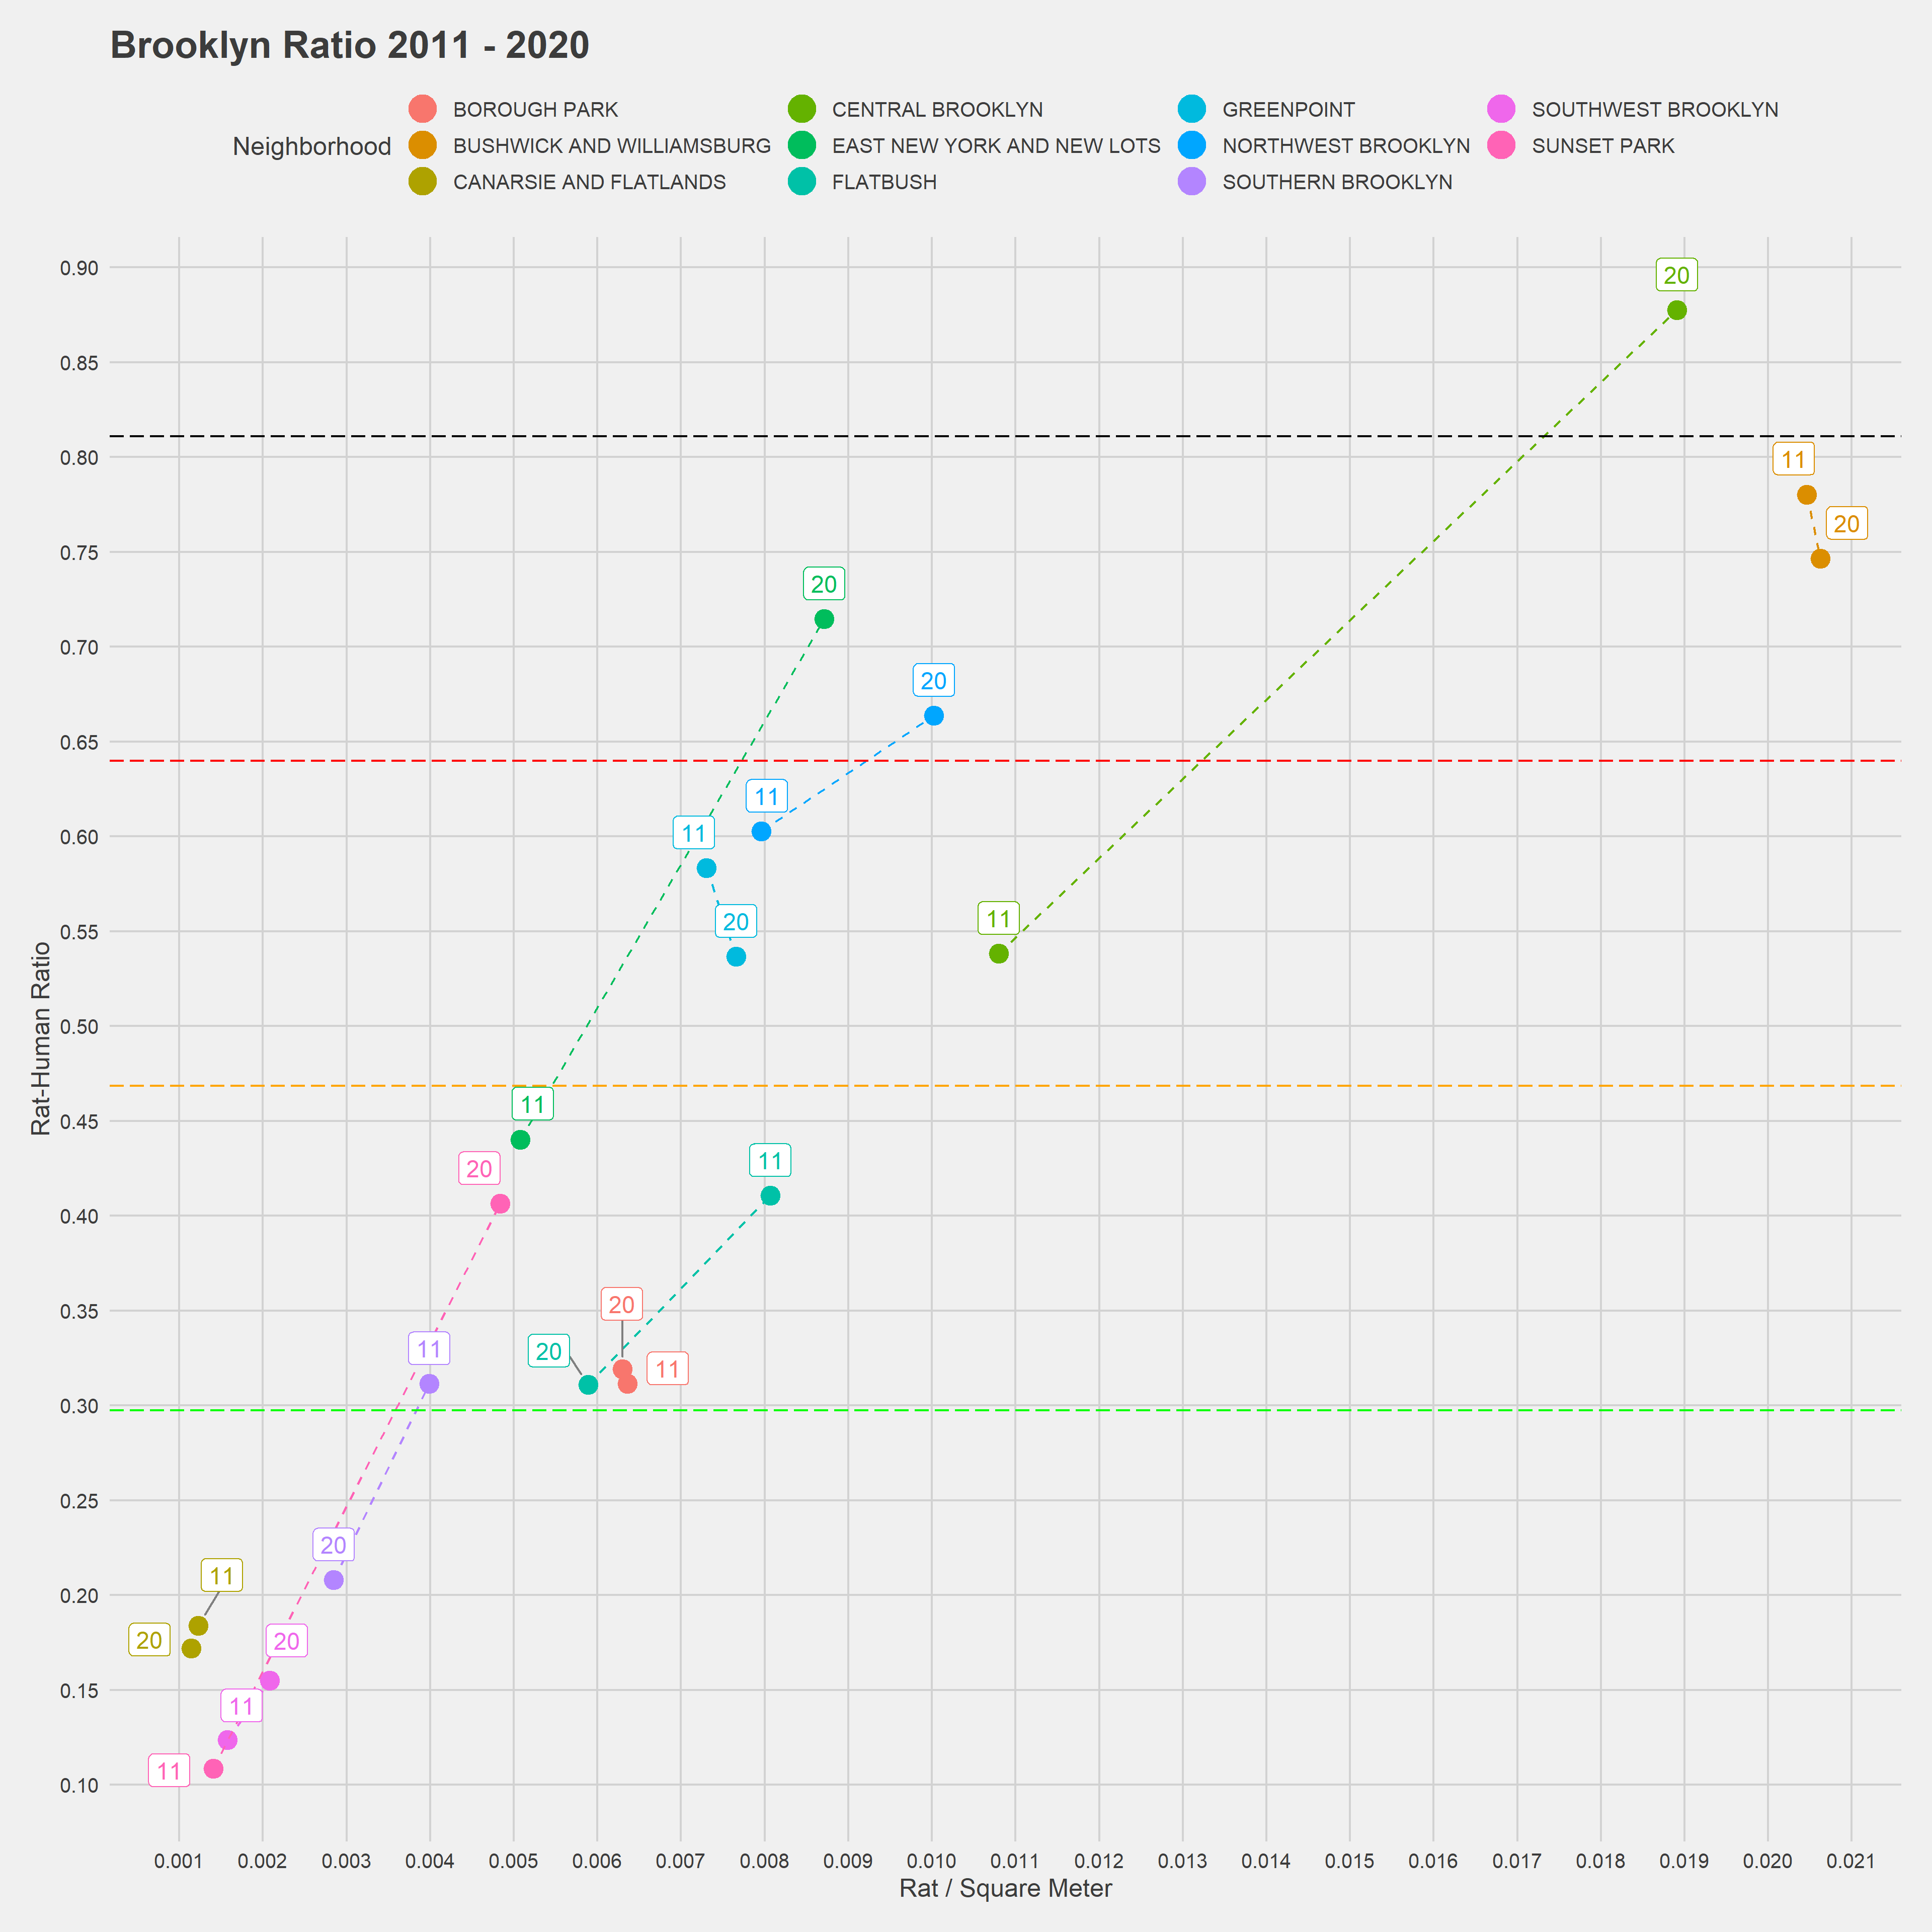 Brooklyn Ratio 2011 - 2020
Neighborhood
BOROUGH PARK
BUSHWICK AND WILLIAMSBURG
CANARSIE AND FLATLANDS
CENTRAL BROOKLYN
EAST NEW YORK AND NEW LOTS
FLATBUSH
GREENPOINT
NORTHWEST BROOKLYN
SOUTHERN BROOKLYN
SOUTHWEST BROOKLYN
SUNSET PARK
Rat-Human Ratio
0.90
0.85
0.80
0.75
0.70
0.65
0.60
0.55
0.50
0.45
0.40
0.35
0.30
0.25
0.20
0.15
0.10
20
11
20
20
20
11
11
20
11
11
11
20
20
11
20
11
20
11
20
20
11
11
0.001 0.002 0.003 0.004 0.005 0.006 0.007 0.008 0.009 0.010 0.011 0.012 0.013 0.014 0.015 0.016 0.017 0.018 0.019 0.020 0.021
Rat / Square Meter